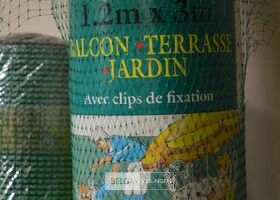 1.2m x 3m
BALCON • TERRASSE
• JARDIN
Avec clips de fixation